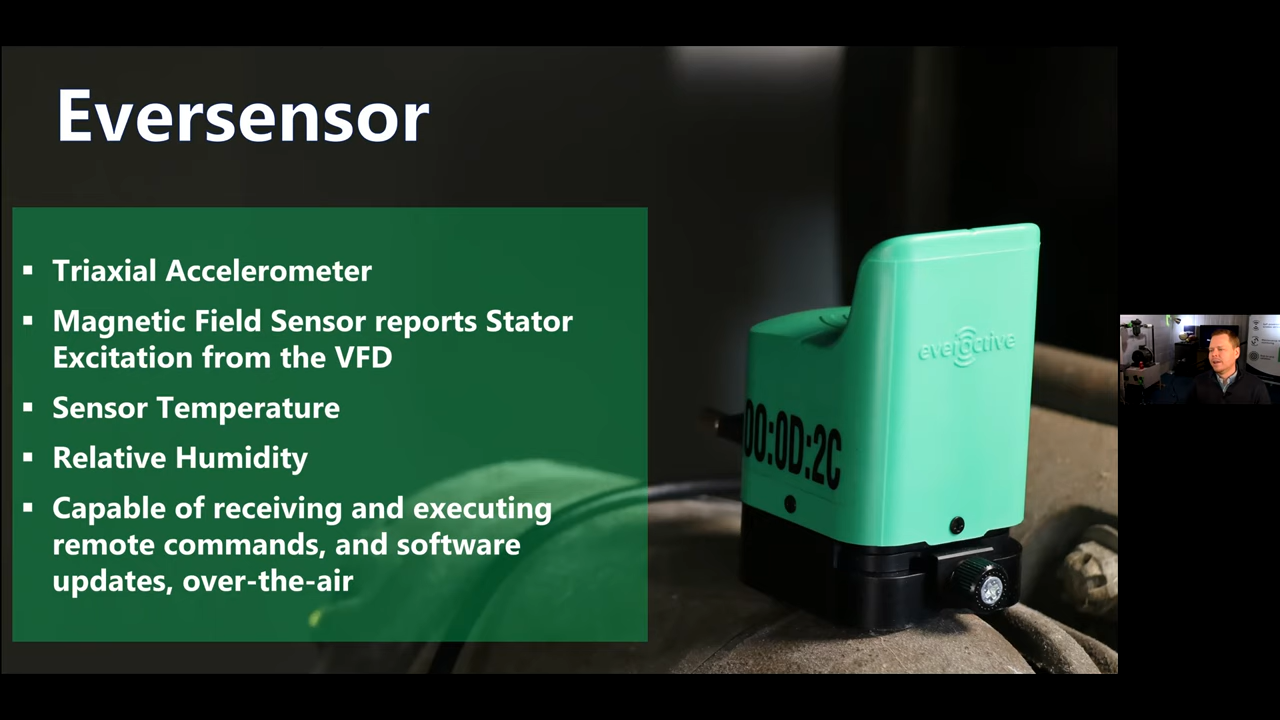 Eversensor
▪ Triaxial Accelerometer
▪ Magnetic Field Sensor reports Stator
Excitation from the VFD
▪ Sensor Temperature
▪ Relative Humidity
▪ Capable of receiving and executing
remote commands, and software
updates, over-the-air
everactive
00:0D:2C